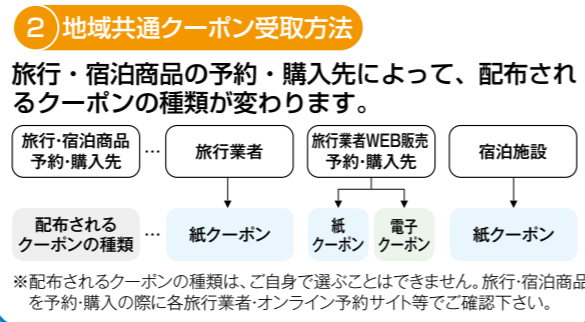 ② 地域共通クーポン受取方法
旅行・宿泊商品の予約・購入先によって、配布され
るクーポンの種類が変わります。
旅行・宿泊商品
予約・購入先
…
旅行業者
旅行業者WEB販売
予約・購入先
宿泊施設
配布される
クーポンの種類
…
紙クーポン
紙
クーポン
電子
クーポン
紙クーポン
※配布されるクーポンの種類は、ご自身で選ぶことはできません。旅行・宿泊商品
を予約・購入の際に各旅行業者・オンライン予約サイト等でご確認下さい。